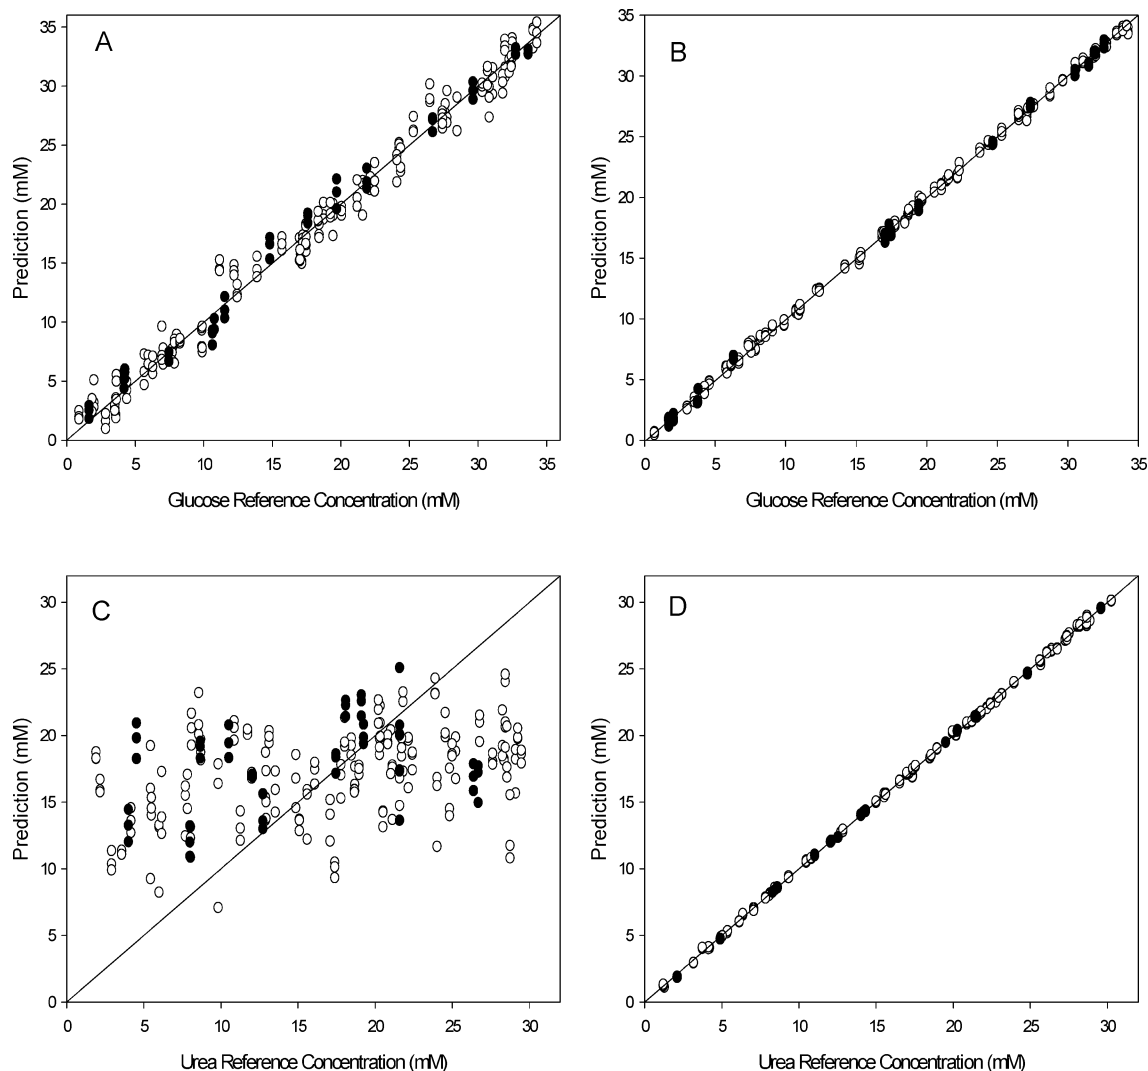 A
35
30
25
20
15
10
5
0
Prediction (mM)
0 5 10 15 20 25 30 35
Glucose Reference Concentration (mM)
B
35
30
25
20
15
10
5
0
Prediction (mM)
0 5 10 15 20 25 30 35
Glucose Reference Concentration (mM)
C
30
25
20
15
10
5
0
Prediction (mM)
0 5 10 15 20 25 30
Urea Reference Concentration (mM)
D
30
25
20
15
10
5
0
Prediction (mM)
0 5 10 15 20 25 30
Urea Reference Concentration (mM)